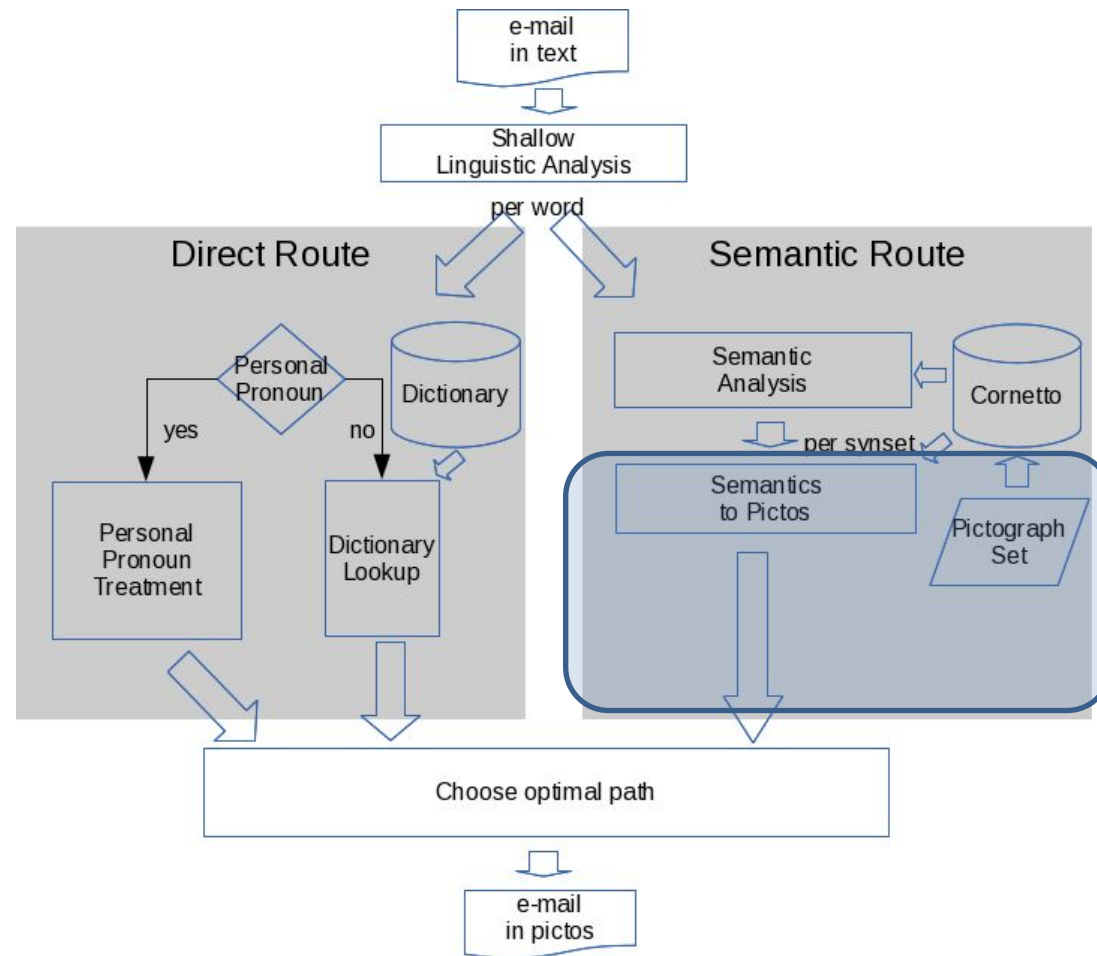 e-mail
in text
Shallow
Linguistic Analysis
per word
Direct Route
Personal
Pronoun
yes
no
Dictionary
Personal
Pronoun
Treatment
Dictionary
Lookup
Semantic Route
Semantic
Analysis
Cornetto
per synset
Semantics
to Pictos
Pictograph
Set
Choose optimal path
e-mail
in pictos